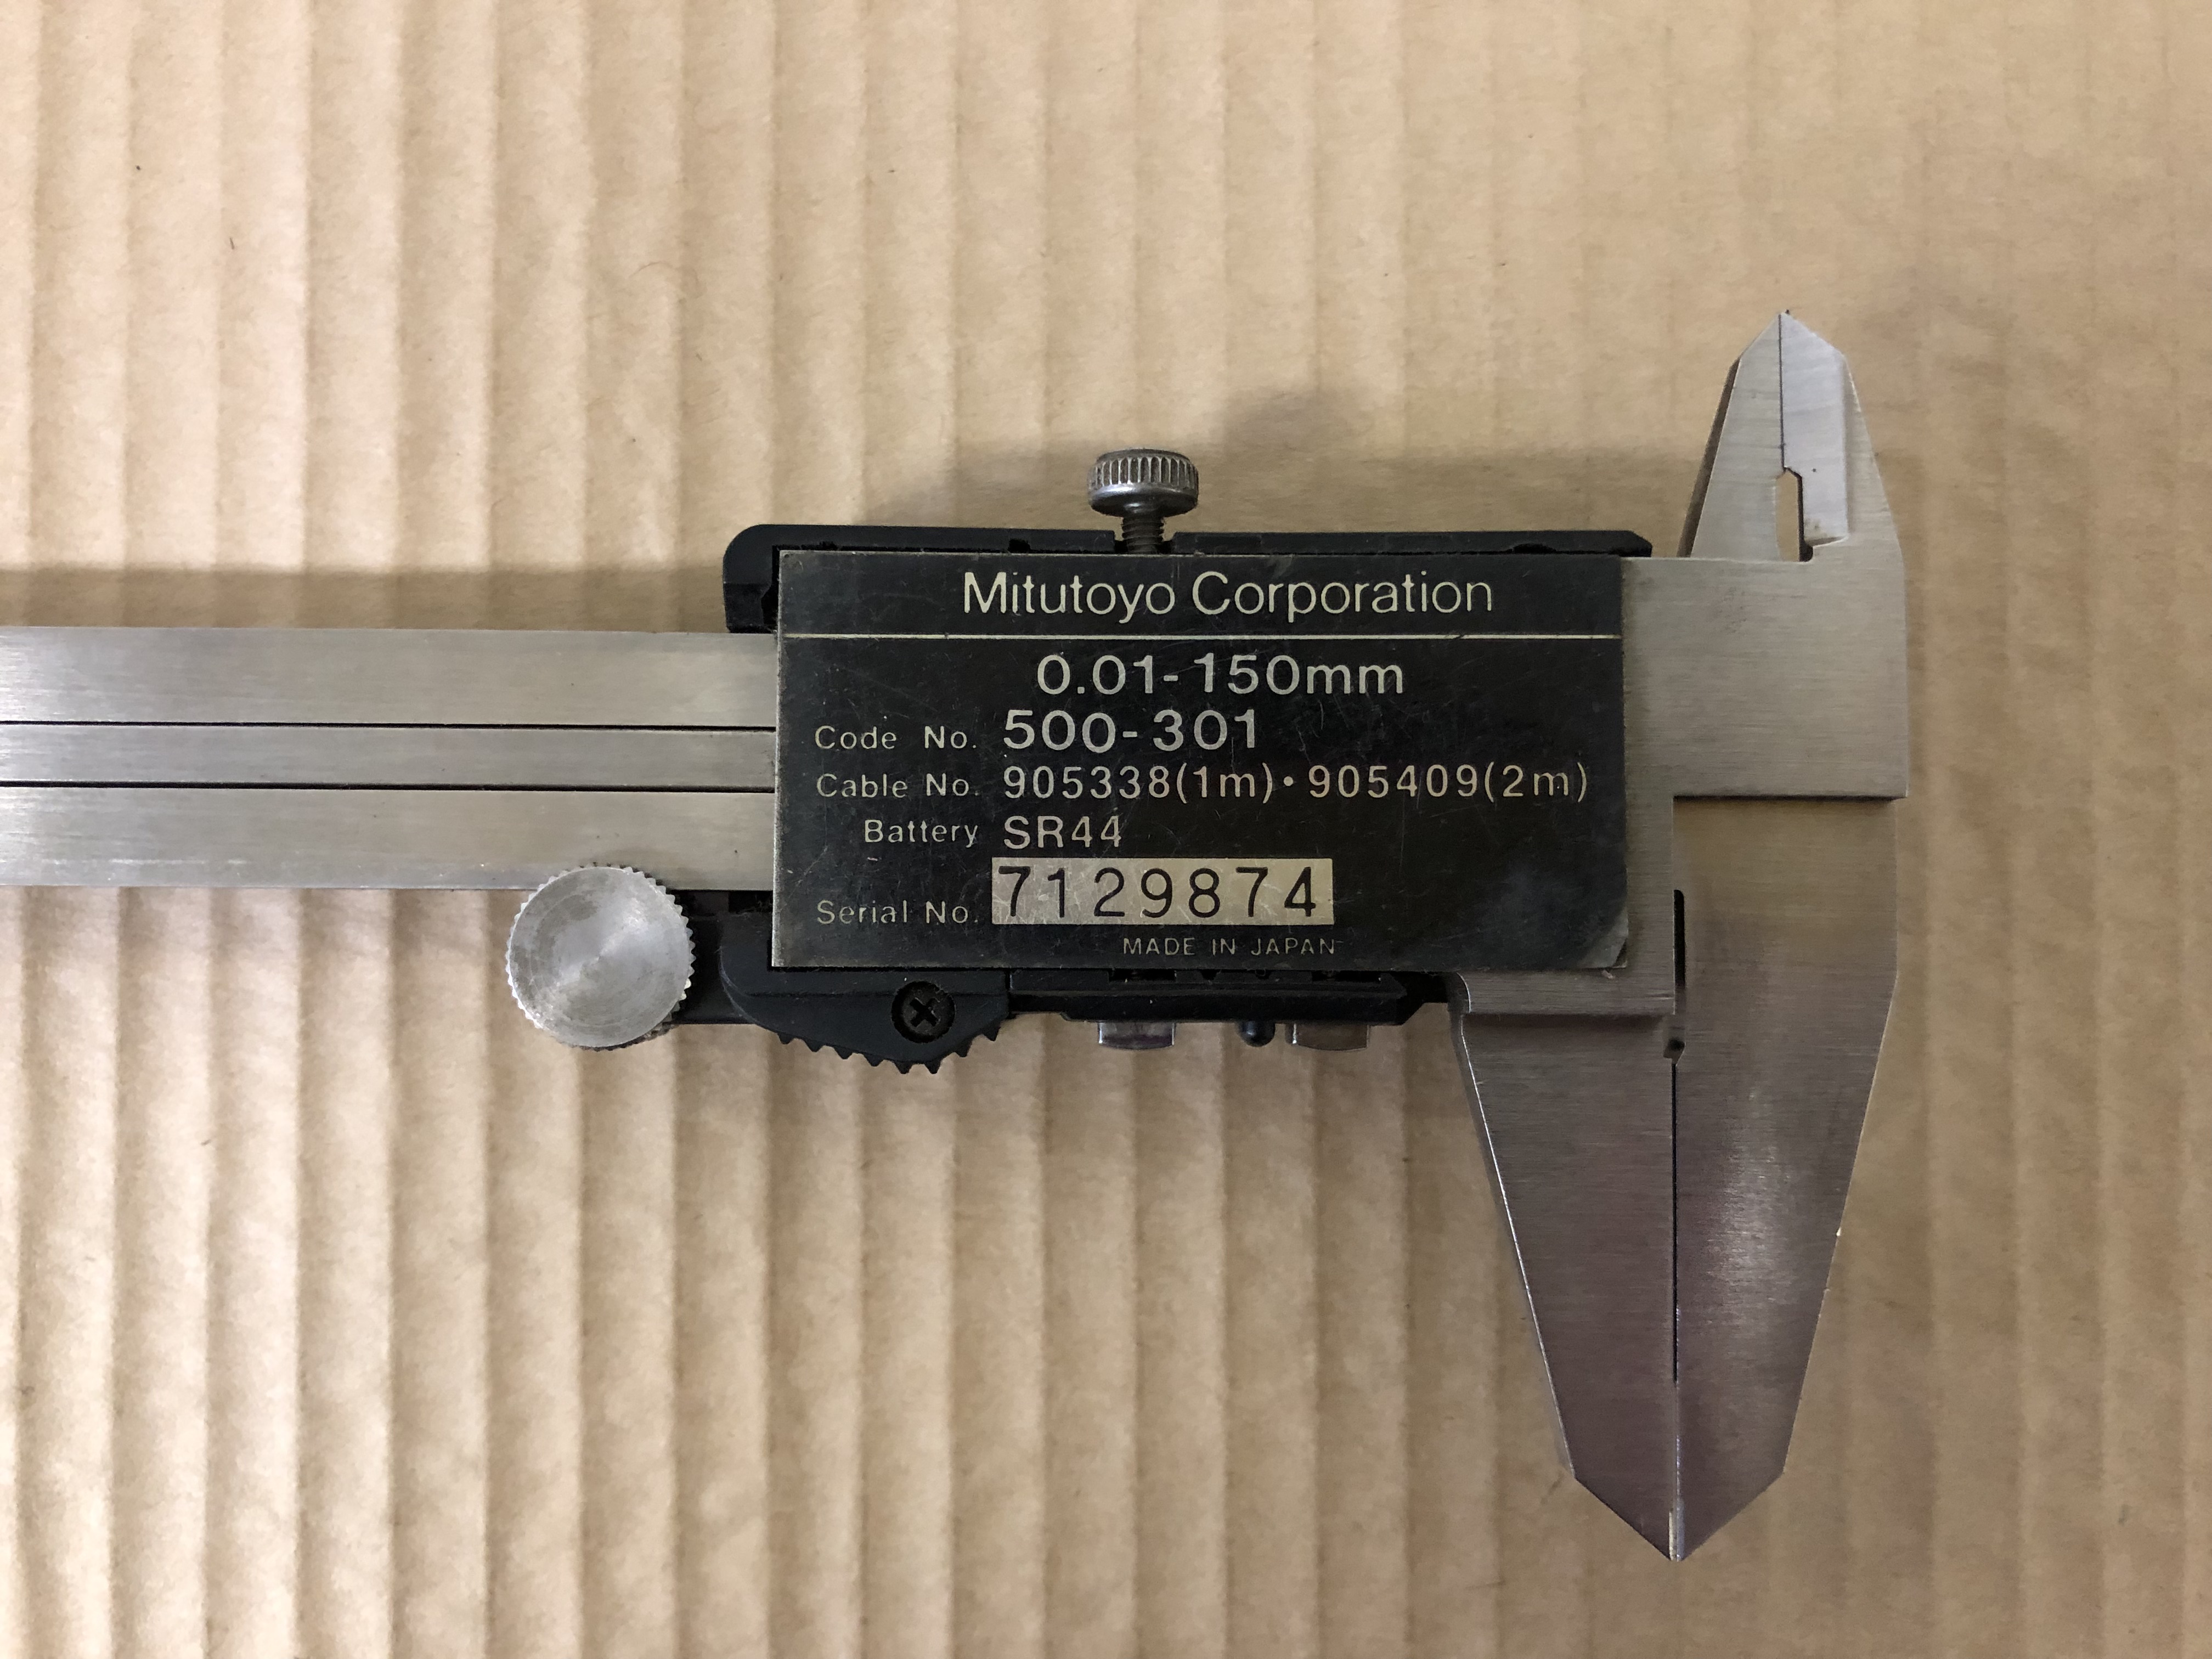 Mitutoyo Corporation
0.01-150mm
Code No. 500-301
Cable No. 905338(1m)・905409(2m)
Battery SR44
Serial No. 7129874
MADE IN JAPAN